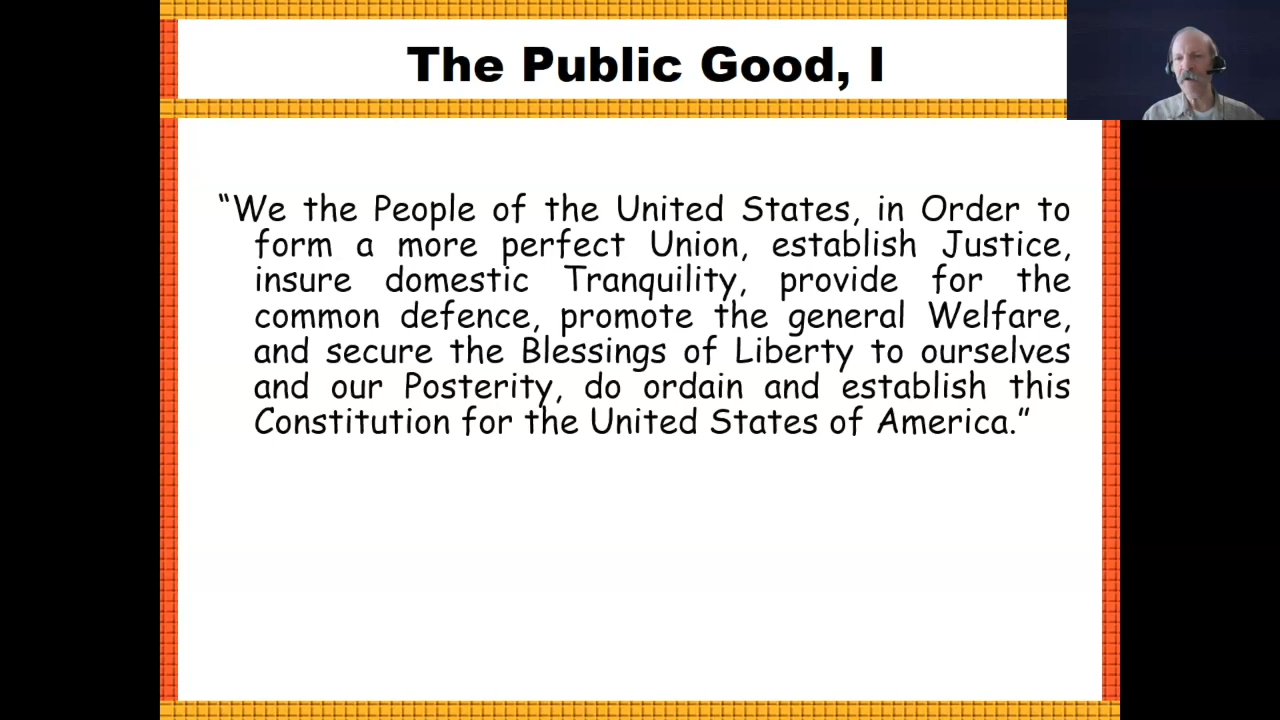 The Public Good, I
“We the People of the United States, in Order to
form a more perfect Union, establish Justice,
insure domestic Tranquility, provide for the
common defence, promote the general Welfare,
and secure the Blessings of Liberty to ourselves
and our Posterity, do ordain and establish this
Constitution for the United States of America.”